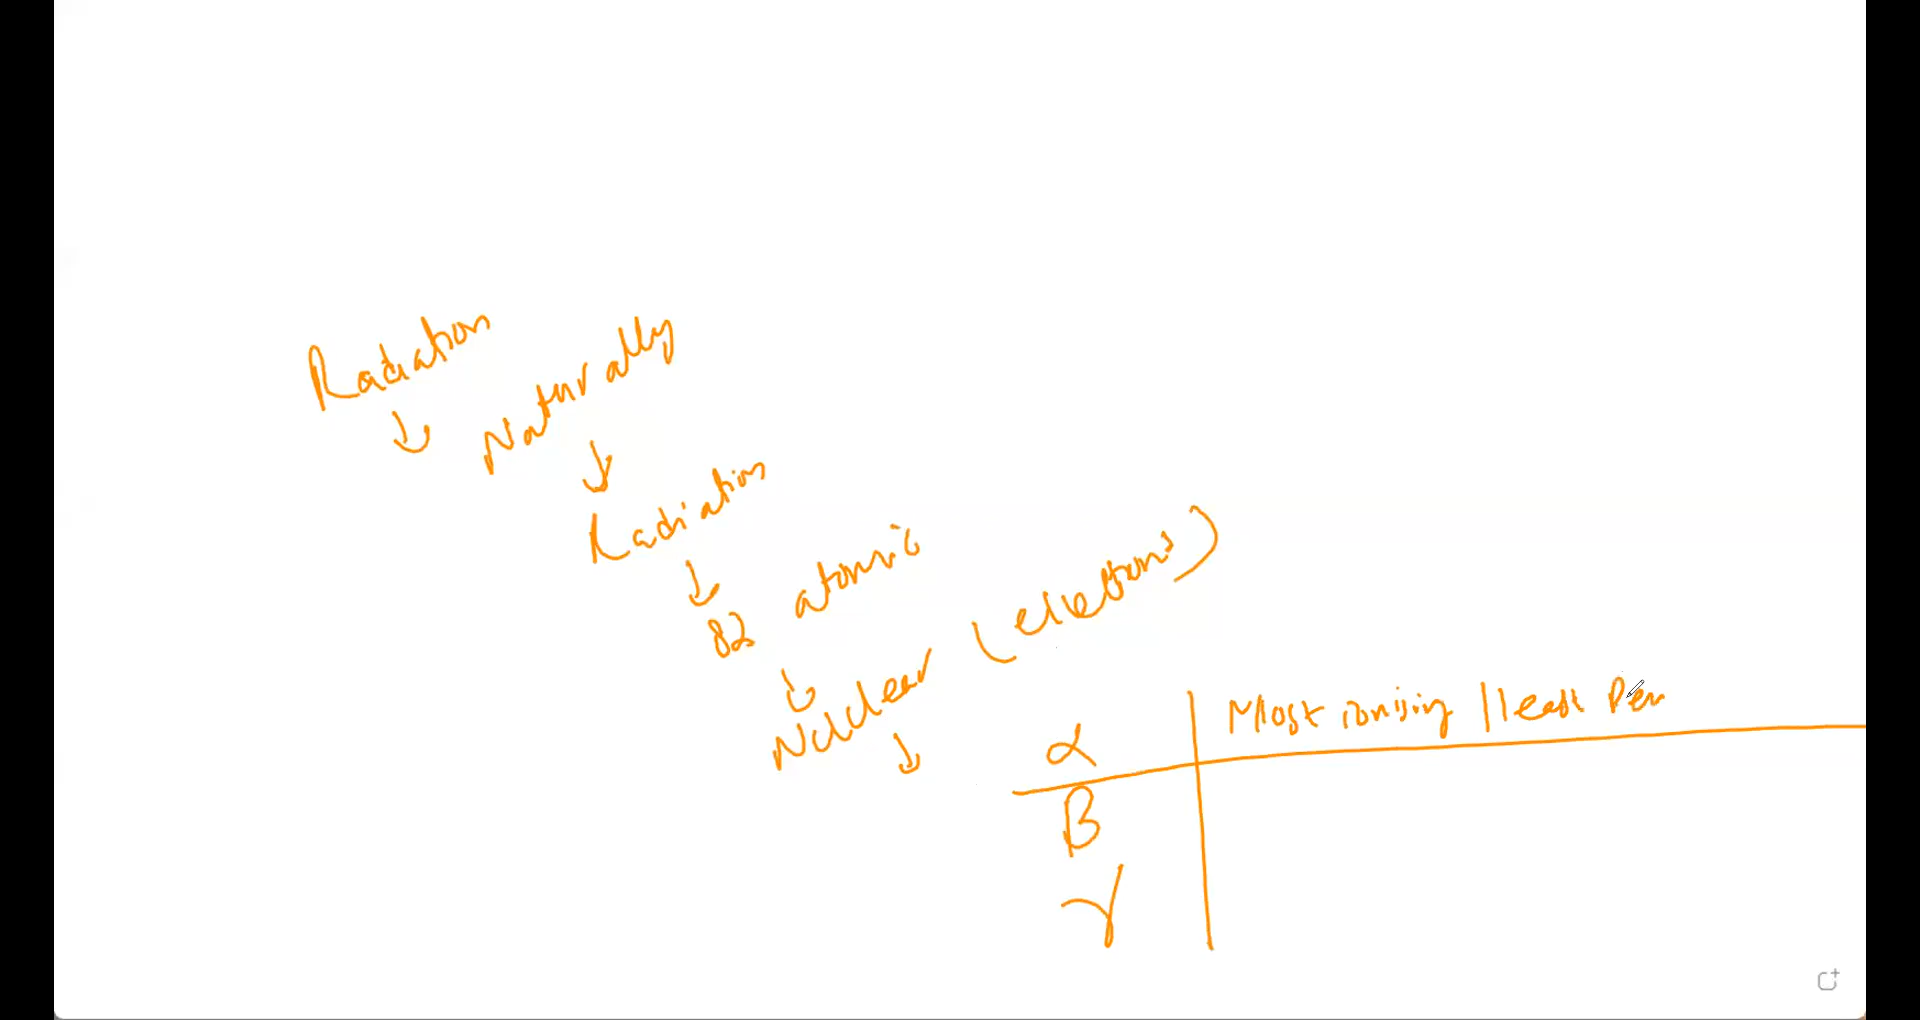 Radiation
Naturally
Radiation
82 atomic
Nuclear (electrons)
α Most ionising / least Pen
β
γ